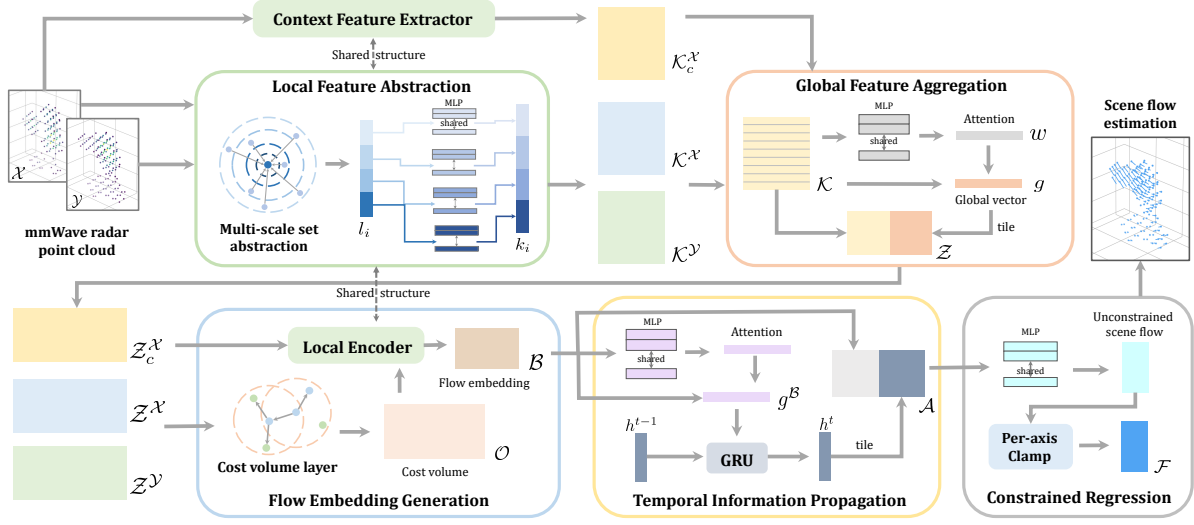 Context Feature Extractor
Shared structure
Local Feature Abstraction
MLP
shared
Multi-scale set
abstraction
l_i
k_i
𝒳
𝒴
mmWave radar
point cloud
𝒦_c^𝒳
𝒦^𝒳
𝒦^𝒴
Global Feature Aggregation
MLP
shared
Attention
w
𝒦
g
Global vector
tile
𝒵
Scene flow
estimation
Shared structure
𝒵_c^𝒳
𝒵^𝒳
𝒵^𝒴
Local Encoder
ℬ
Flow embedding
Cost volume layer
𝒪
Cost volume
Flow Embedding Generation
MLP
shared
Attention
g^ℬ
𝒜
h^{t−1}
GRU
h^t
tile
Temporal Information Propagation
MLP
shared
Unconstrained
scene flow
Per-axis
Clamp
ℱ
Constrained Regression